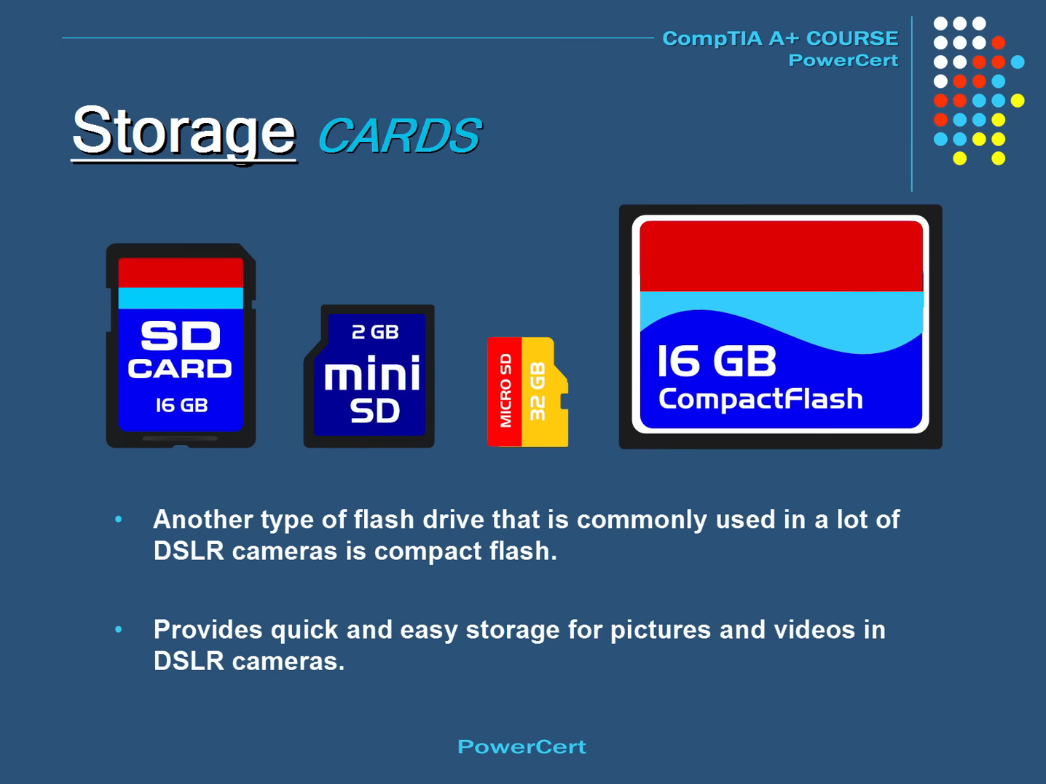 CompTIA A+ COURSE
PowerCert
Storage CARDS
SD
CARD
16 GB
2 GB
mini
SD
MICRO SD
32 GB
16 GB
CompactFlash
• Another type of flash drive that is commonly used in a lot of
DSLR cameras is compact flash.
• Provides quick and easy storage for pictures and videos in
DSLR cameras.
PowerCert